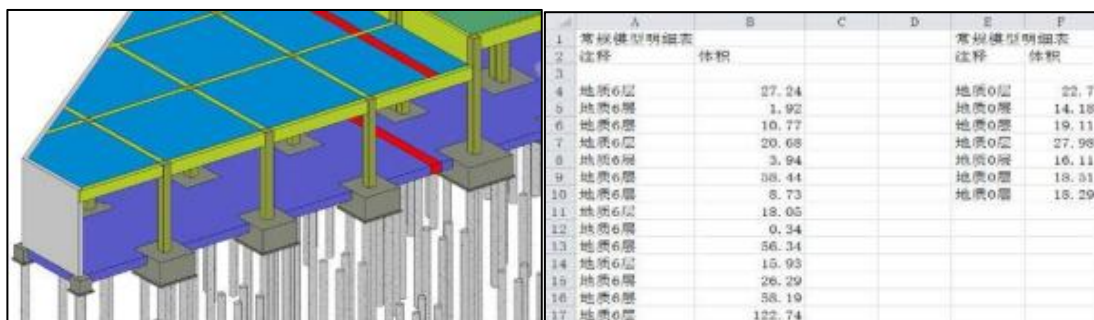 A B C D E F
1 常规模型明细表 常规模型明细表
2 注释 体积 注释 体积
3
4 地质6层 27.24 地质0层 22.7
5 地质6层 1.92 地质0层 14.18
6 地质6层 10.77 地质0层 19.11
7 地质6层 20.68 地质0层 27.98
8 地质6层 3.94 地质0层 16.11
9 地质6层 38.44 地质0层 18.31
10 地质6层 8.73 地质0层 18.29
11 地质6层 18.05
12 地质6层 0.34
13 地质6层 56.34
14 地质6层 15.93
15 地质6层 26.29
16 地质6层 58.19
17 地质6层 122.74